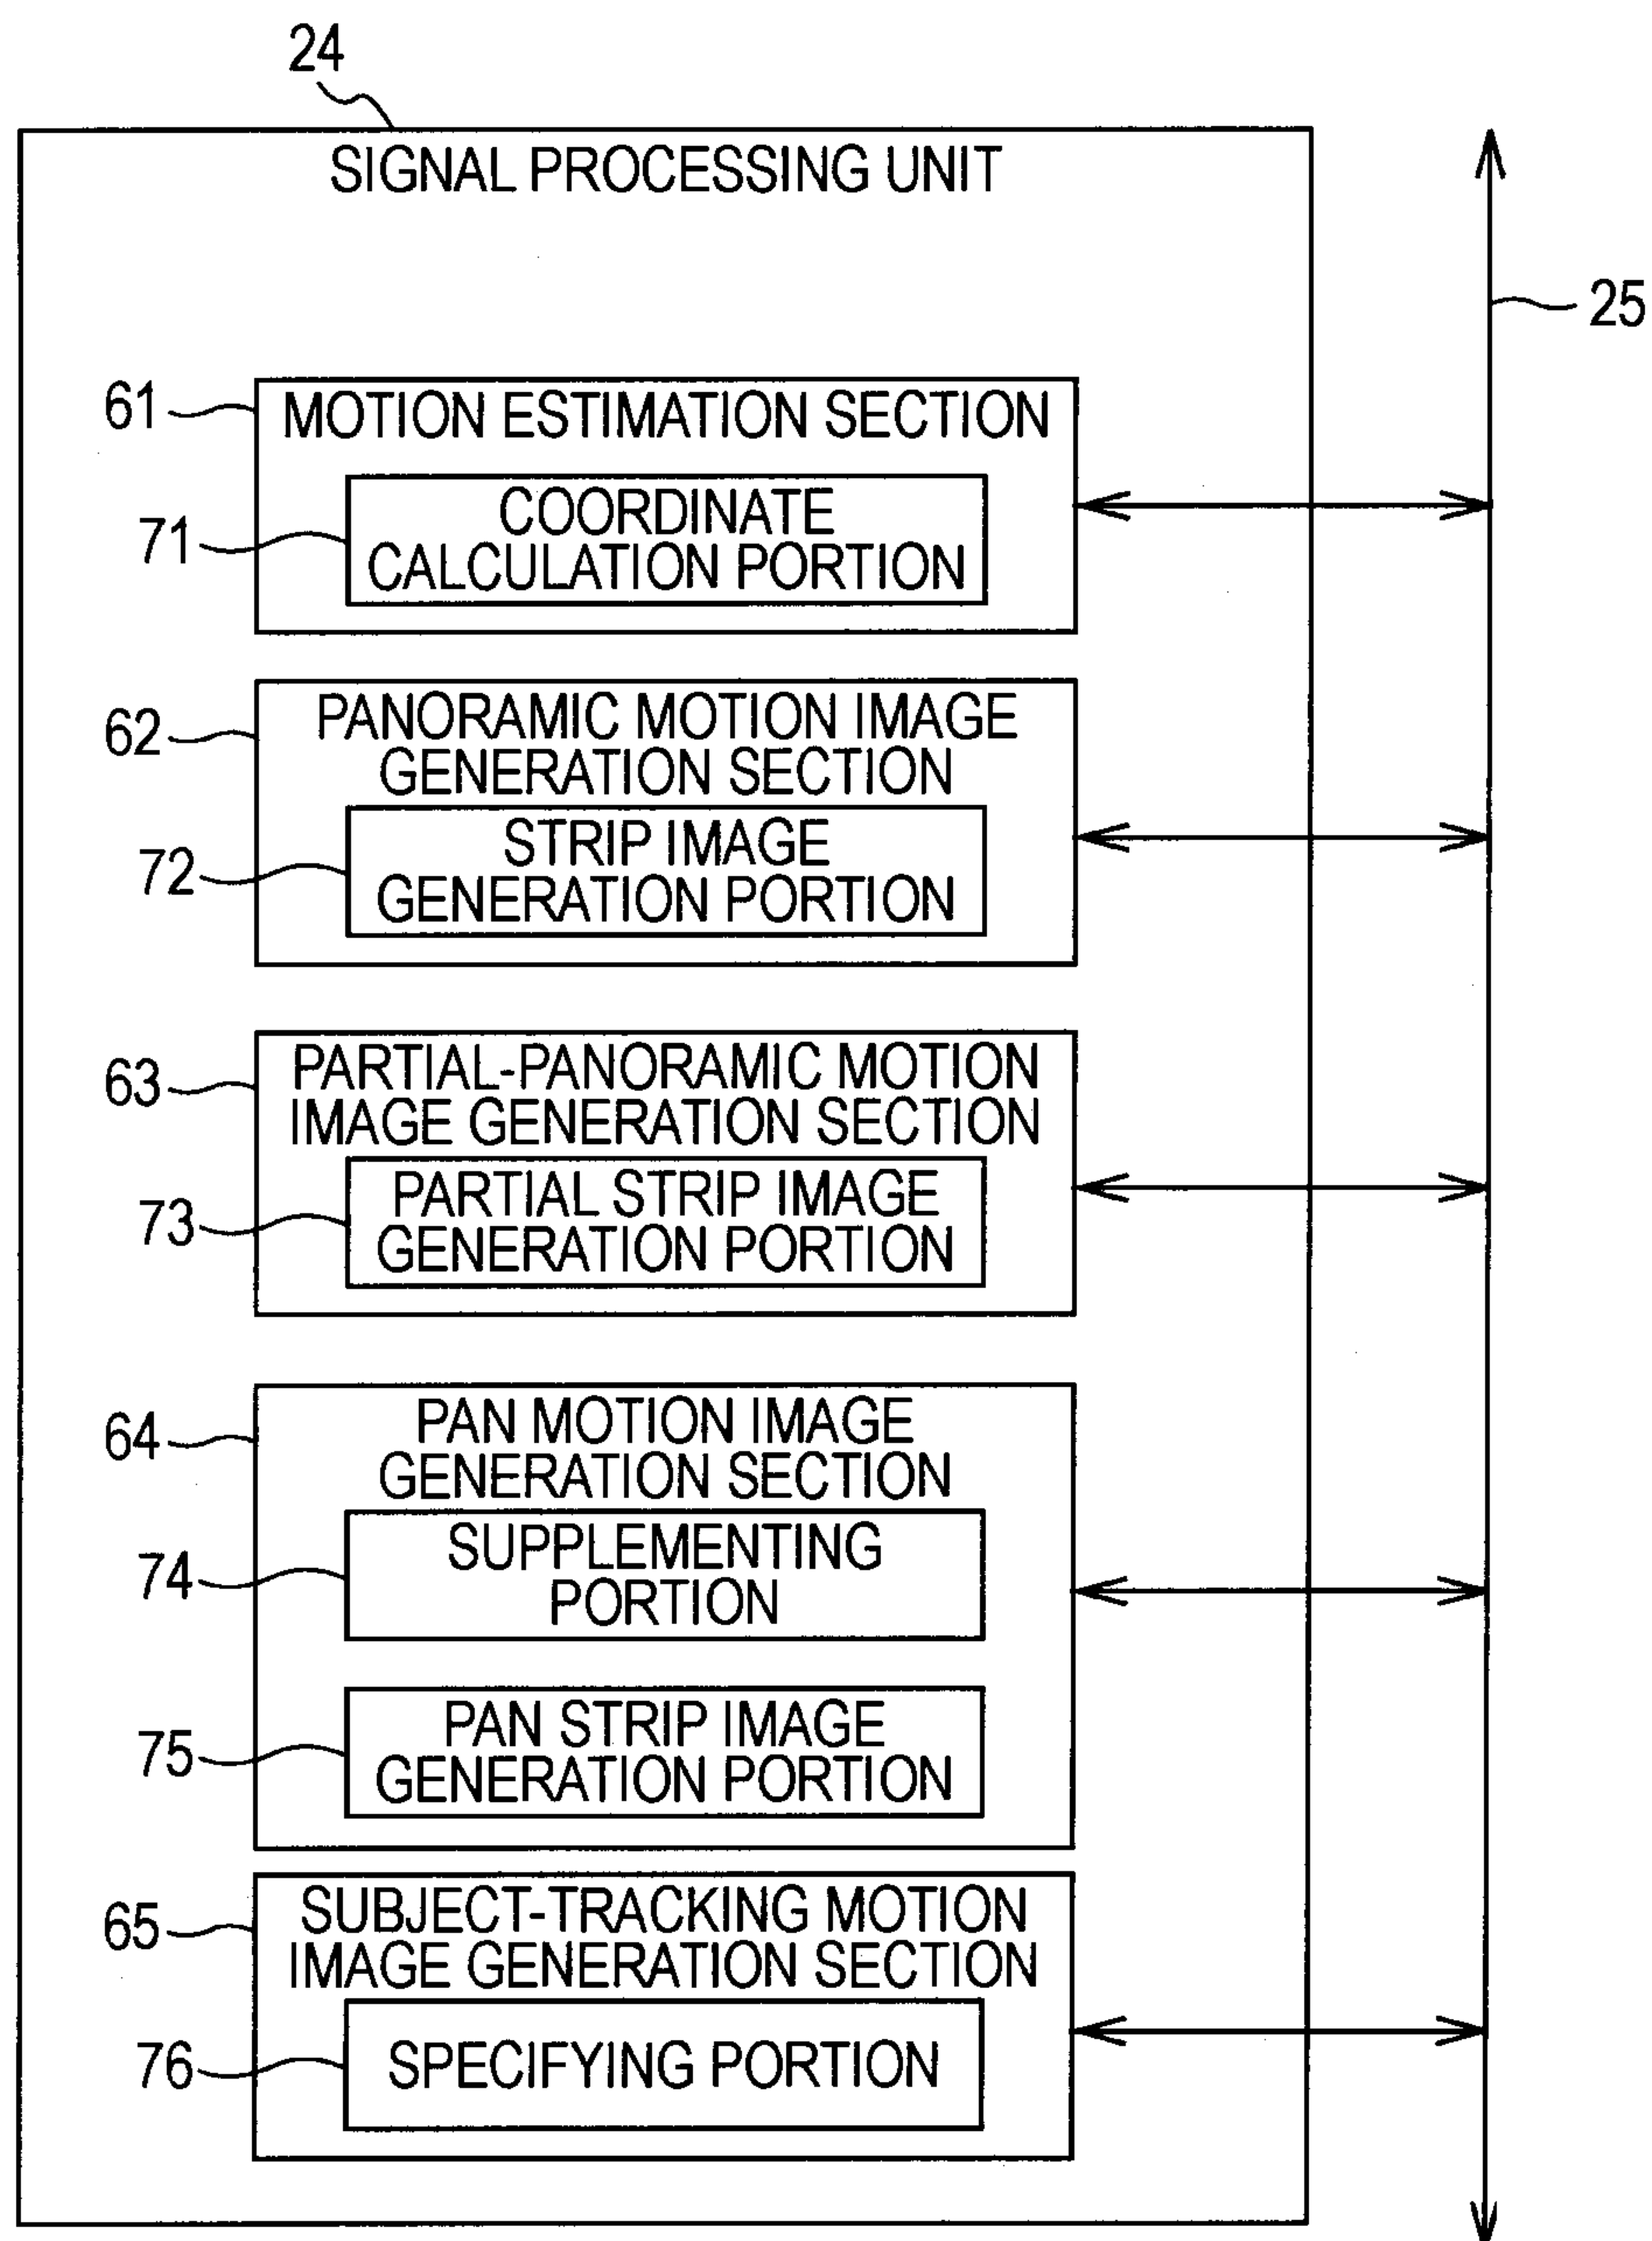 24
SIGNAL PROCESSING UNIT
25
61
MOTION ESTIMATION SECTION
71
COORDINATE
CALCULATION PORTION
62
PANORAMIC MOTION IMAGE
GENERATION SECTION
72
STRIP IMAGE
GENERATION PORTION
63
PARTIAL-PANORAMIC MOTION
IMAGE GENERATION SECTION
73
PARTIAL STRIP IMAGE
GENERATION PORTION
64
PAN MOTION IMAGE
GENERATION SECTION
74
SUPPLEMENTING
PORTION
75
PAN STRIP IMAGE
GENERATION PORTION
65
SUBJECT-TRACKING MOTION
IMAGE GENERATION SECTION
76
SPECIFYING PORTION